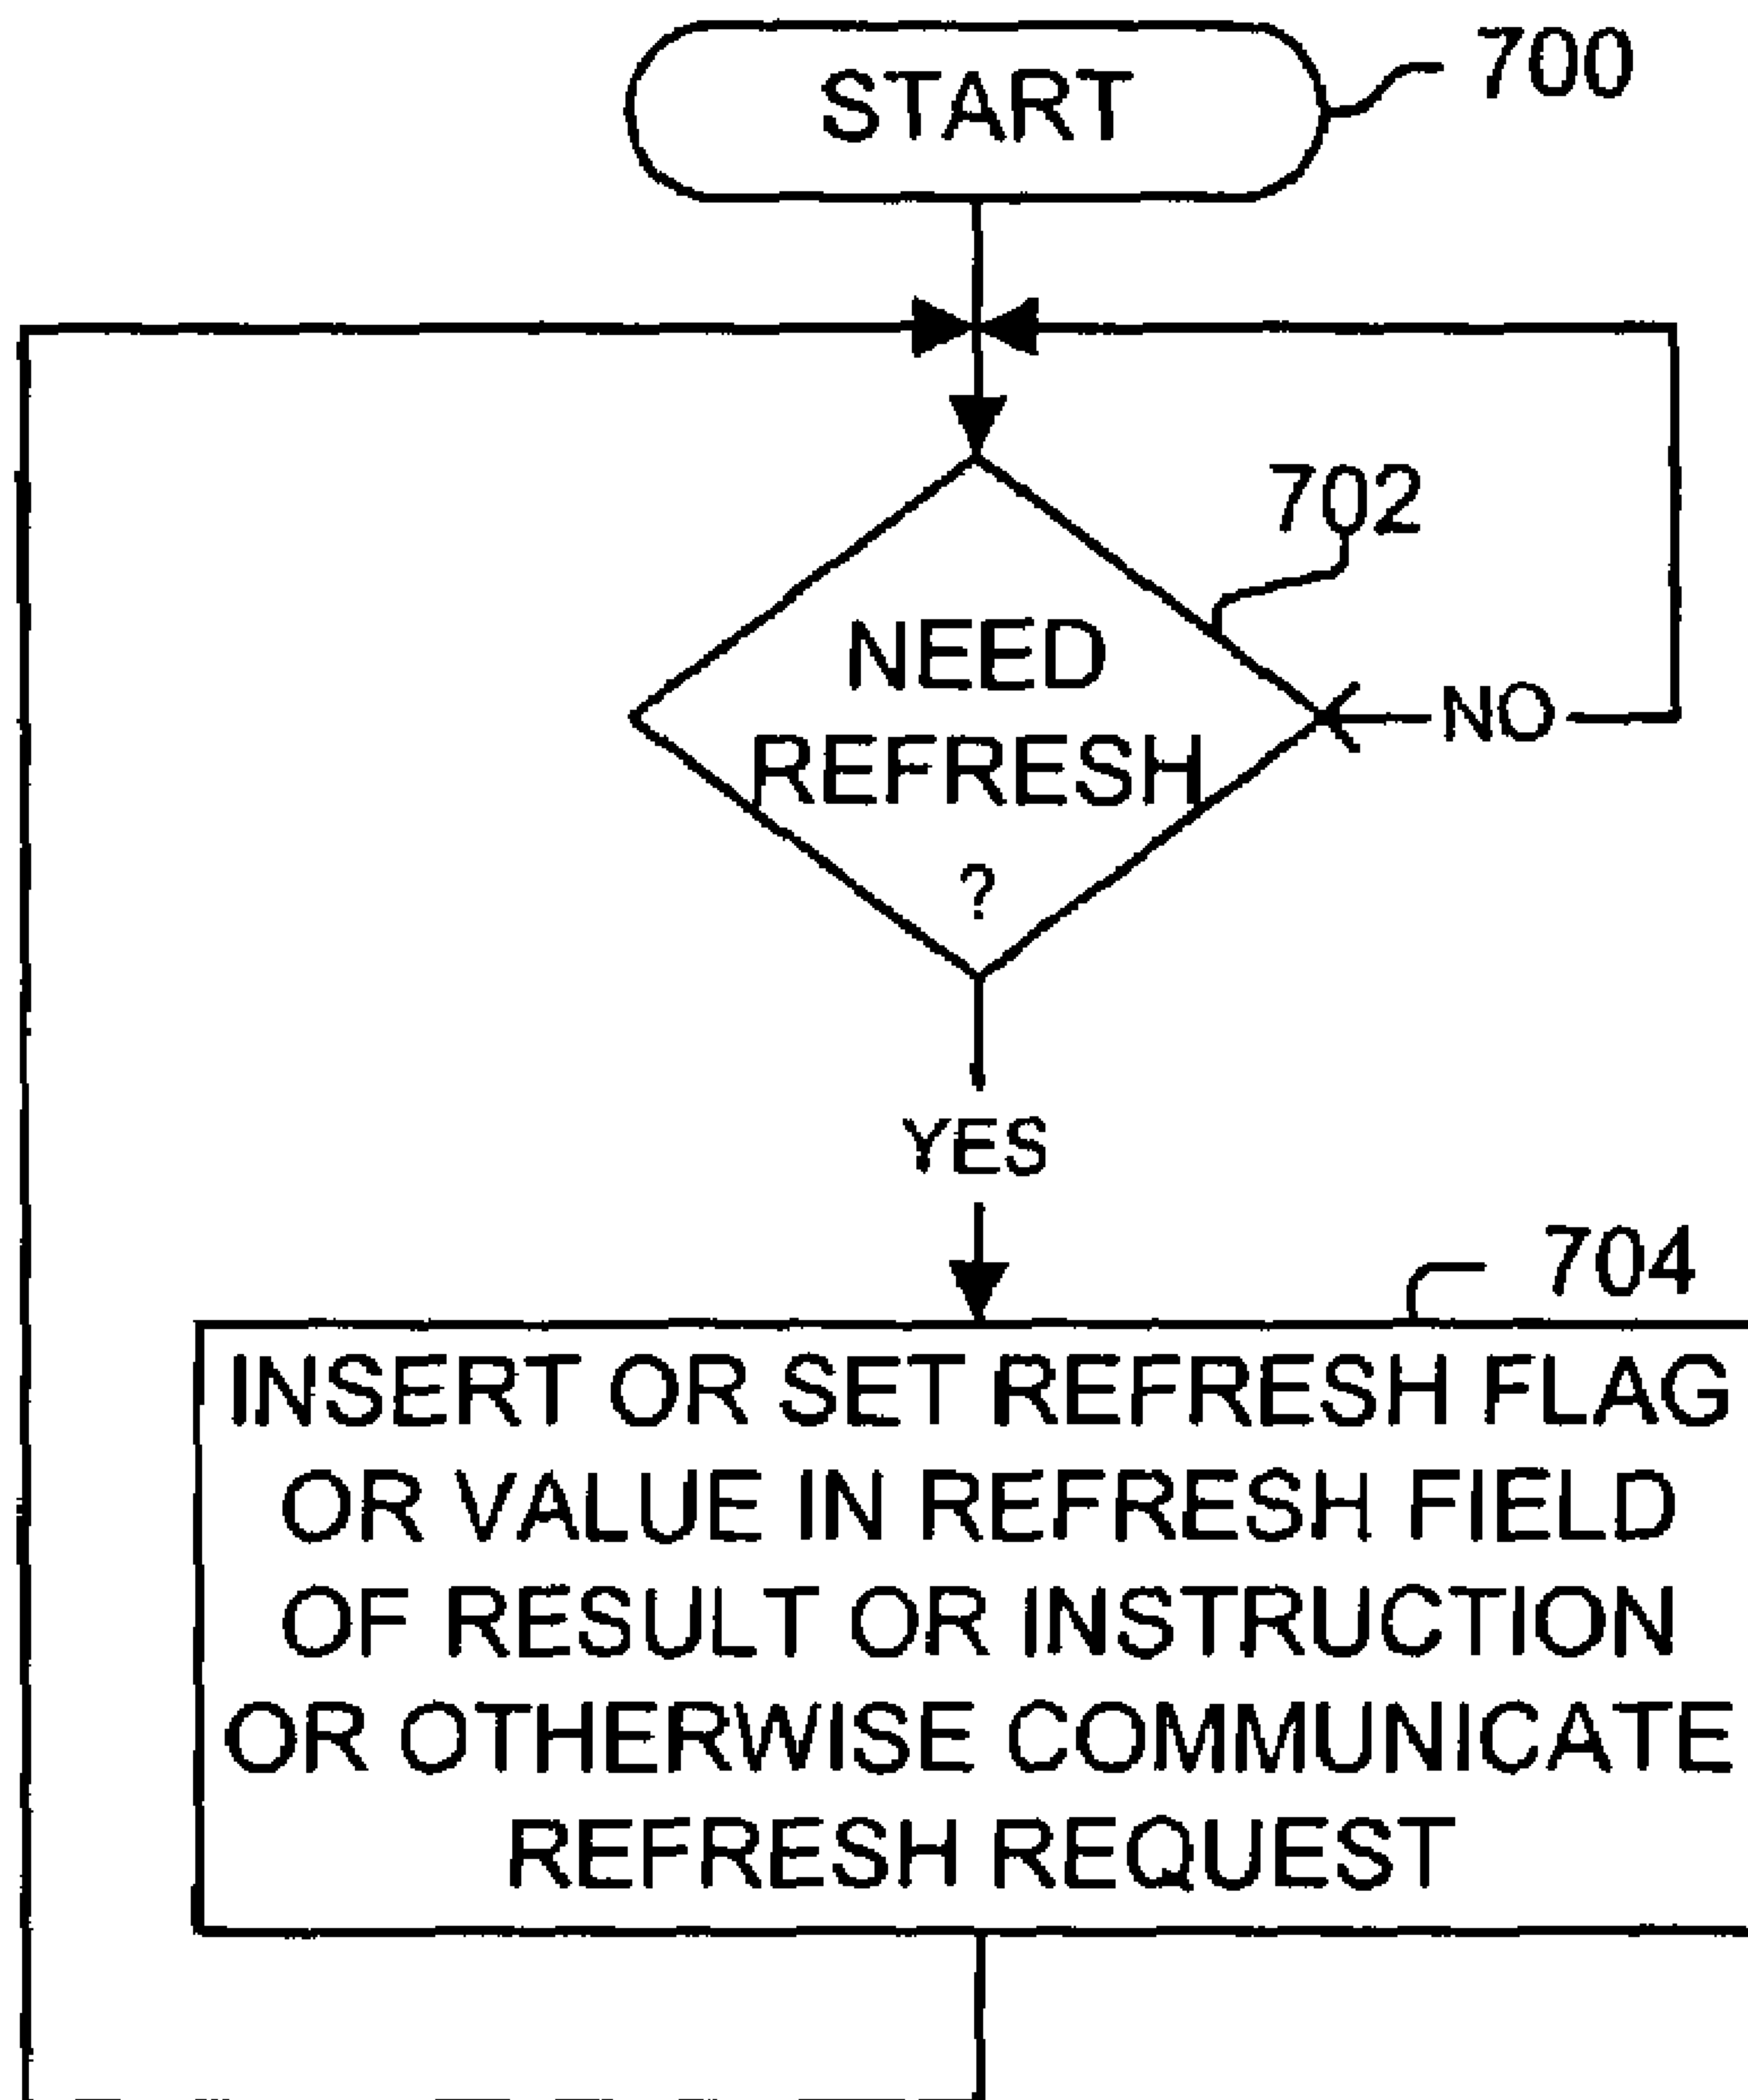 START
700
702
NEED
REFRESH
?
NO
YES
704
INSERT OR SET REFRESH FLAG
OR VALUE IN REFRESH FIELD
OF RESULT OR INSTRUCTION
OR OTHERWISE COMMUNICATE
REFRESH REQUEST